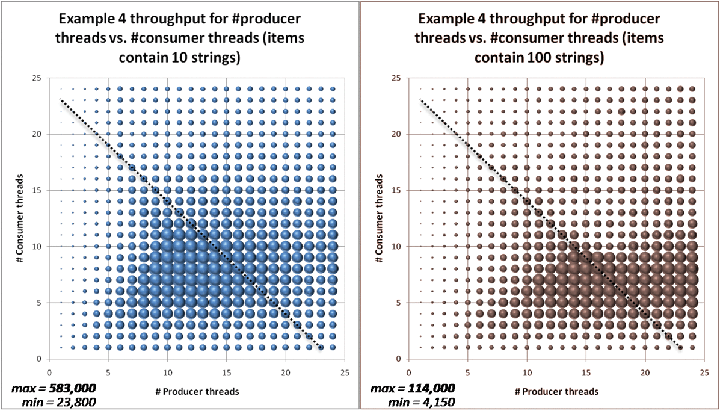 Example 4 throughput for #producer
threads vs. #consumer threads (items
contain 10 strings)
25
20
15
10
5
0
# Consumer threads
0
5
10
15
20
25
# Producer threads
max = 583,000
min = 23,800
Example 4 throughput for #producer
threads vs. #consumer threads (items
contain 100 strings)
25
20
15
10
5
0
# Consumer threads
0
5
10
15
20
25
# Producer threads
max = 114,000
min = 4,150